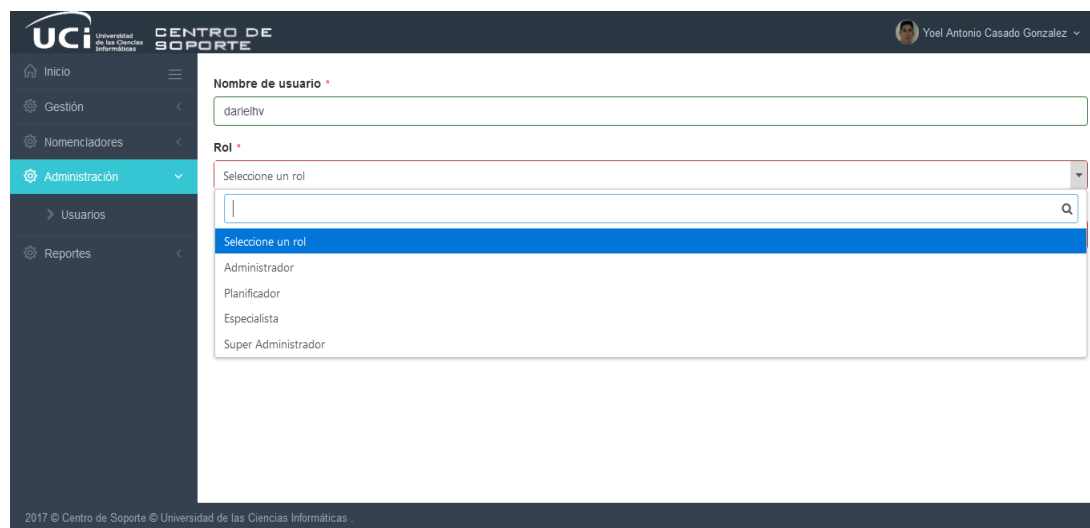 UCi Universidad de las Ciencias Informáticas
CENTRO DE SOPORTE
Yoel Antonio Casado Gonzalez
Inicio
Gestión
Nomencladores
Administración
Usuarios
Reportes
Nombre de usuario *
darielhv
Rol *
Seleccione un rol
Seleccione un rol
Administrador
Planificador
Especialista
Super Administrador
2017 © Centro de Soporte © Universidad de las Ciencias Informáticas .